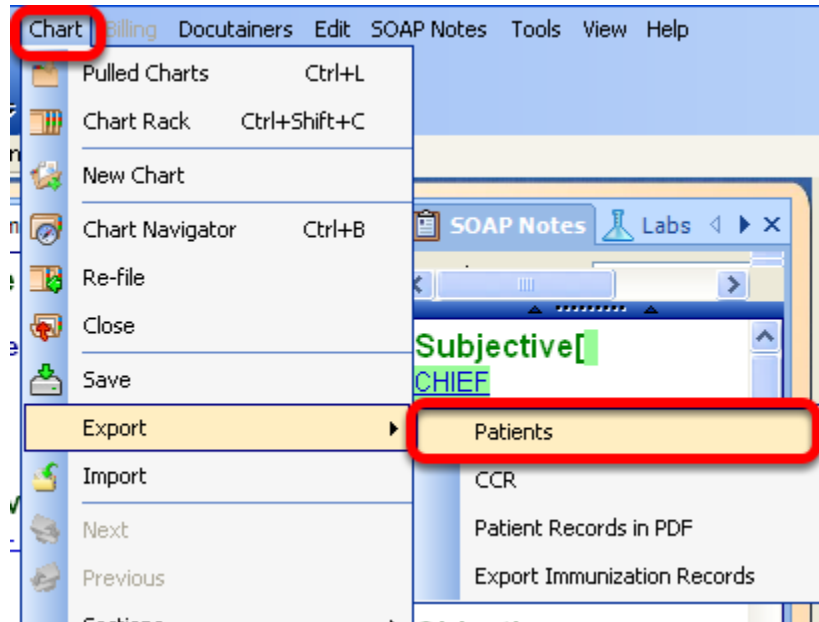 Chart Billing Docutainers Edit SOAP Notes Tools View Help
Pulled Charts Ctrl+L
Chart Rack Ctrl+Shift+C
New Chart
Chart Navigator Ctrl+B
SOAP Notes Labs
Re-file
Close
Subjective[
CHIEF
Save
Export
Patients
Import
CCR
Next
Patient Records in PDF
Previous
Export Immunization Records